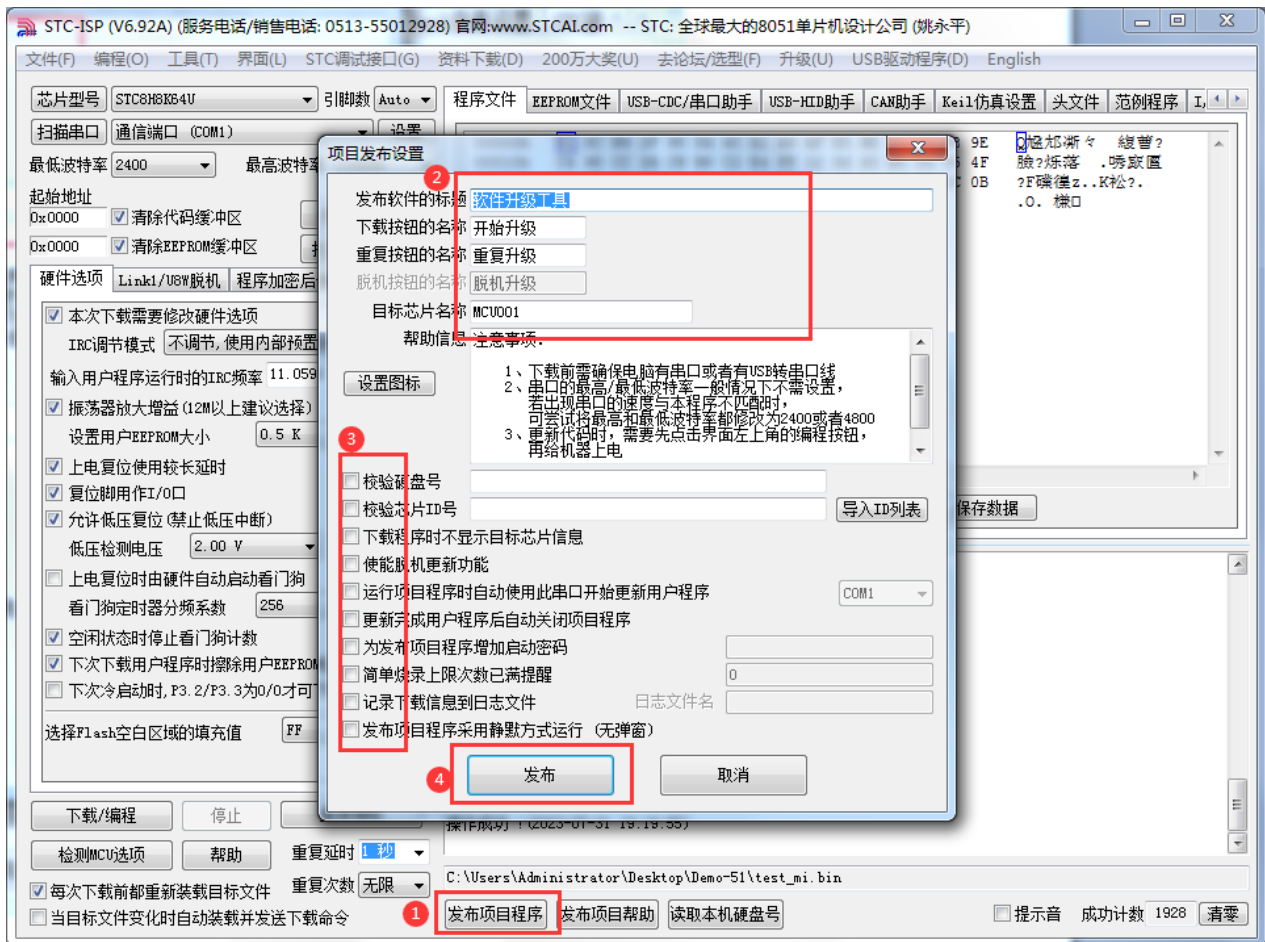 STC-ISP (V6.92A) (服务电话/销售电话: 0513-55012928) 官网:www.STCAI.com -- STC: 全球最大的8051单片机设计公司 (姚永平)
文件(F) 编程(O) 工具(T) 界面(L) STC调试接口(G) 资料下载(D) 200万大奖(U) 去论坛/选型(F) 升级(U) USB驱动程序(D) English
芯片型号 STC8H8K64U 引脚数 Auto
程序文件 EEPROM文件 USB-CDC/串口助手 USB-HID助手 CAN助手 Keil仿真设置 头文件 范例程序 I,
扫描串口 通信端口 (COM1) 设置
最低波特率 2400 最高波特率
起始地址
0x0000 清除代码缓冲区
0x0000 清除EEPROM缓冲区
硬件选项 Link1/U8W脱机 程序加密后
本次下载需要修改硬件选项
IRC调节模式 不调节,使用内部预置
输入用户程序运行时的IRC频率 11.059
振荡器放大增益(12M以上建议选择)
设置用户EEPROM大小 0.5 K
上电复位使用较长延时
复位脚用作I/O口
允许低压复位(禁止低压中断)
低压检测电压 2.00 V
上电复位时由硬件自动启动看门狗
看门狗定时器分频系数 256
空闲状态时停止看门狗计数
下次下载用户程序时擦除用户EEPROM
下次冷启动时,P3.2/P3.3为0/0才可
选择Flash空白区域的填充值 FF
9E
4F
0B
项目发布设置
2
发布软件的标题 软件升级工具
下载按钮的名称 开始升级
重复按钮的名称 重复升级
脱机按钮的名称 脱机升级
目标芯片名称 MCU001
帮助信息 注意事项:
1、下载前需确保电脑有串口或者有USB转串口线
2、串口的最高/最低波特率一般情况下不需设置,
若出现串口的速度与本程序不匹配时,
可尝试将最高和最低波特率都修改为2400或者4800
3、更新代码时,需要先点击界面左上角的编程按钮,
再给机器上电
设置图标
3
校验硬盘号
校验芯片ID号 导入ID列表
下载程序时不显示目标芯片信息
使能脱机更新功能
运行项目程序时自动使用此串口开始更新用户程序 COM1
更新完成用户程序后自动关闭项目程序
为发布项目程序增加启动密码
简单烧录上限次数已满提醒 0
记录下载信息到日志文件 日志文件名
发布项目程序采用静默方式运行 (无弹窗)
4 发布 取消
保存数据
下载/编程 停止
操作成功 !(2023-01-31 19:19:55)
检测MCU选项 帮助 重复延时 1 秒
每次下载前都重新装载目标文件 重复次数 无限
C:\Users\Administrator\Desktop\Demo-51\test_mi.bin
当目标文件变化时自动装载并发送下载命令
1 发布项目程序 发布项目帮助 读取本机硬盘号 提示音 成功计数 1928 清零